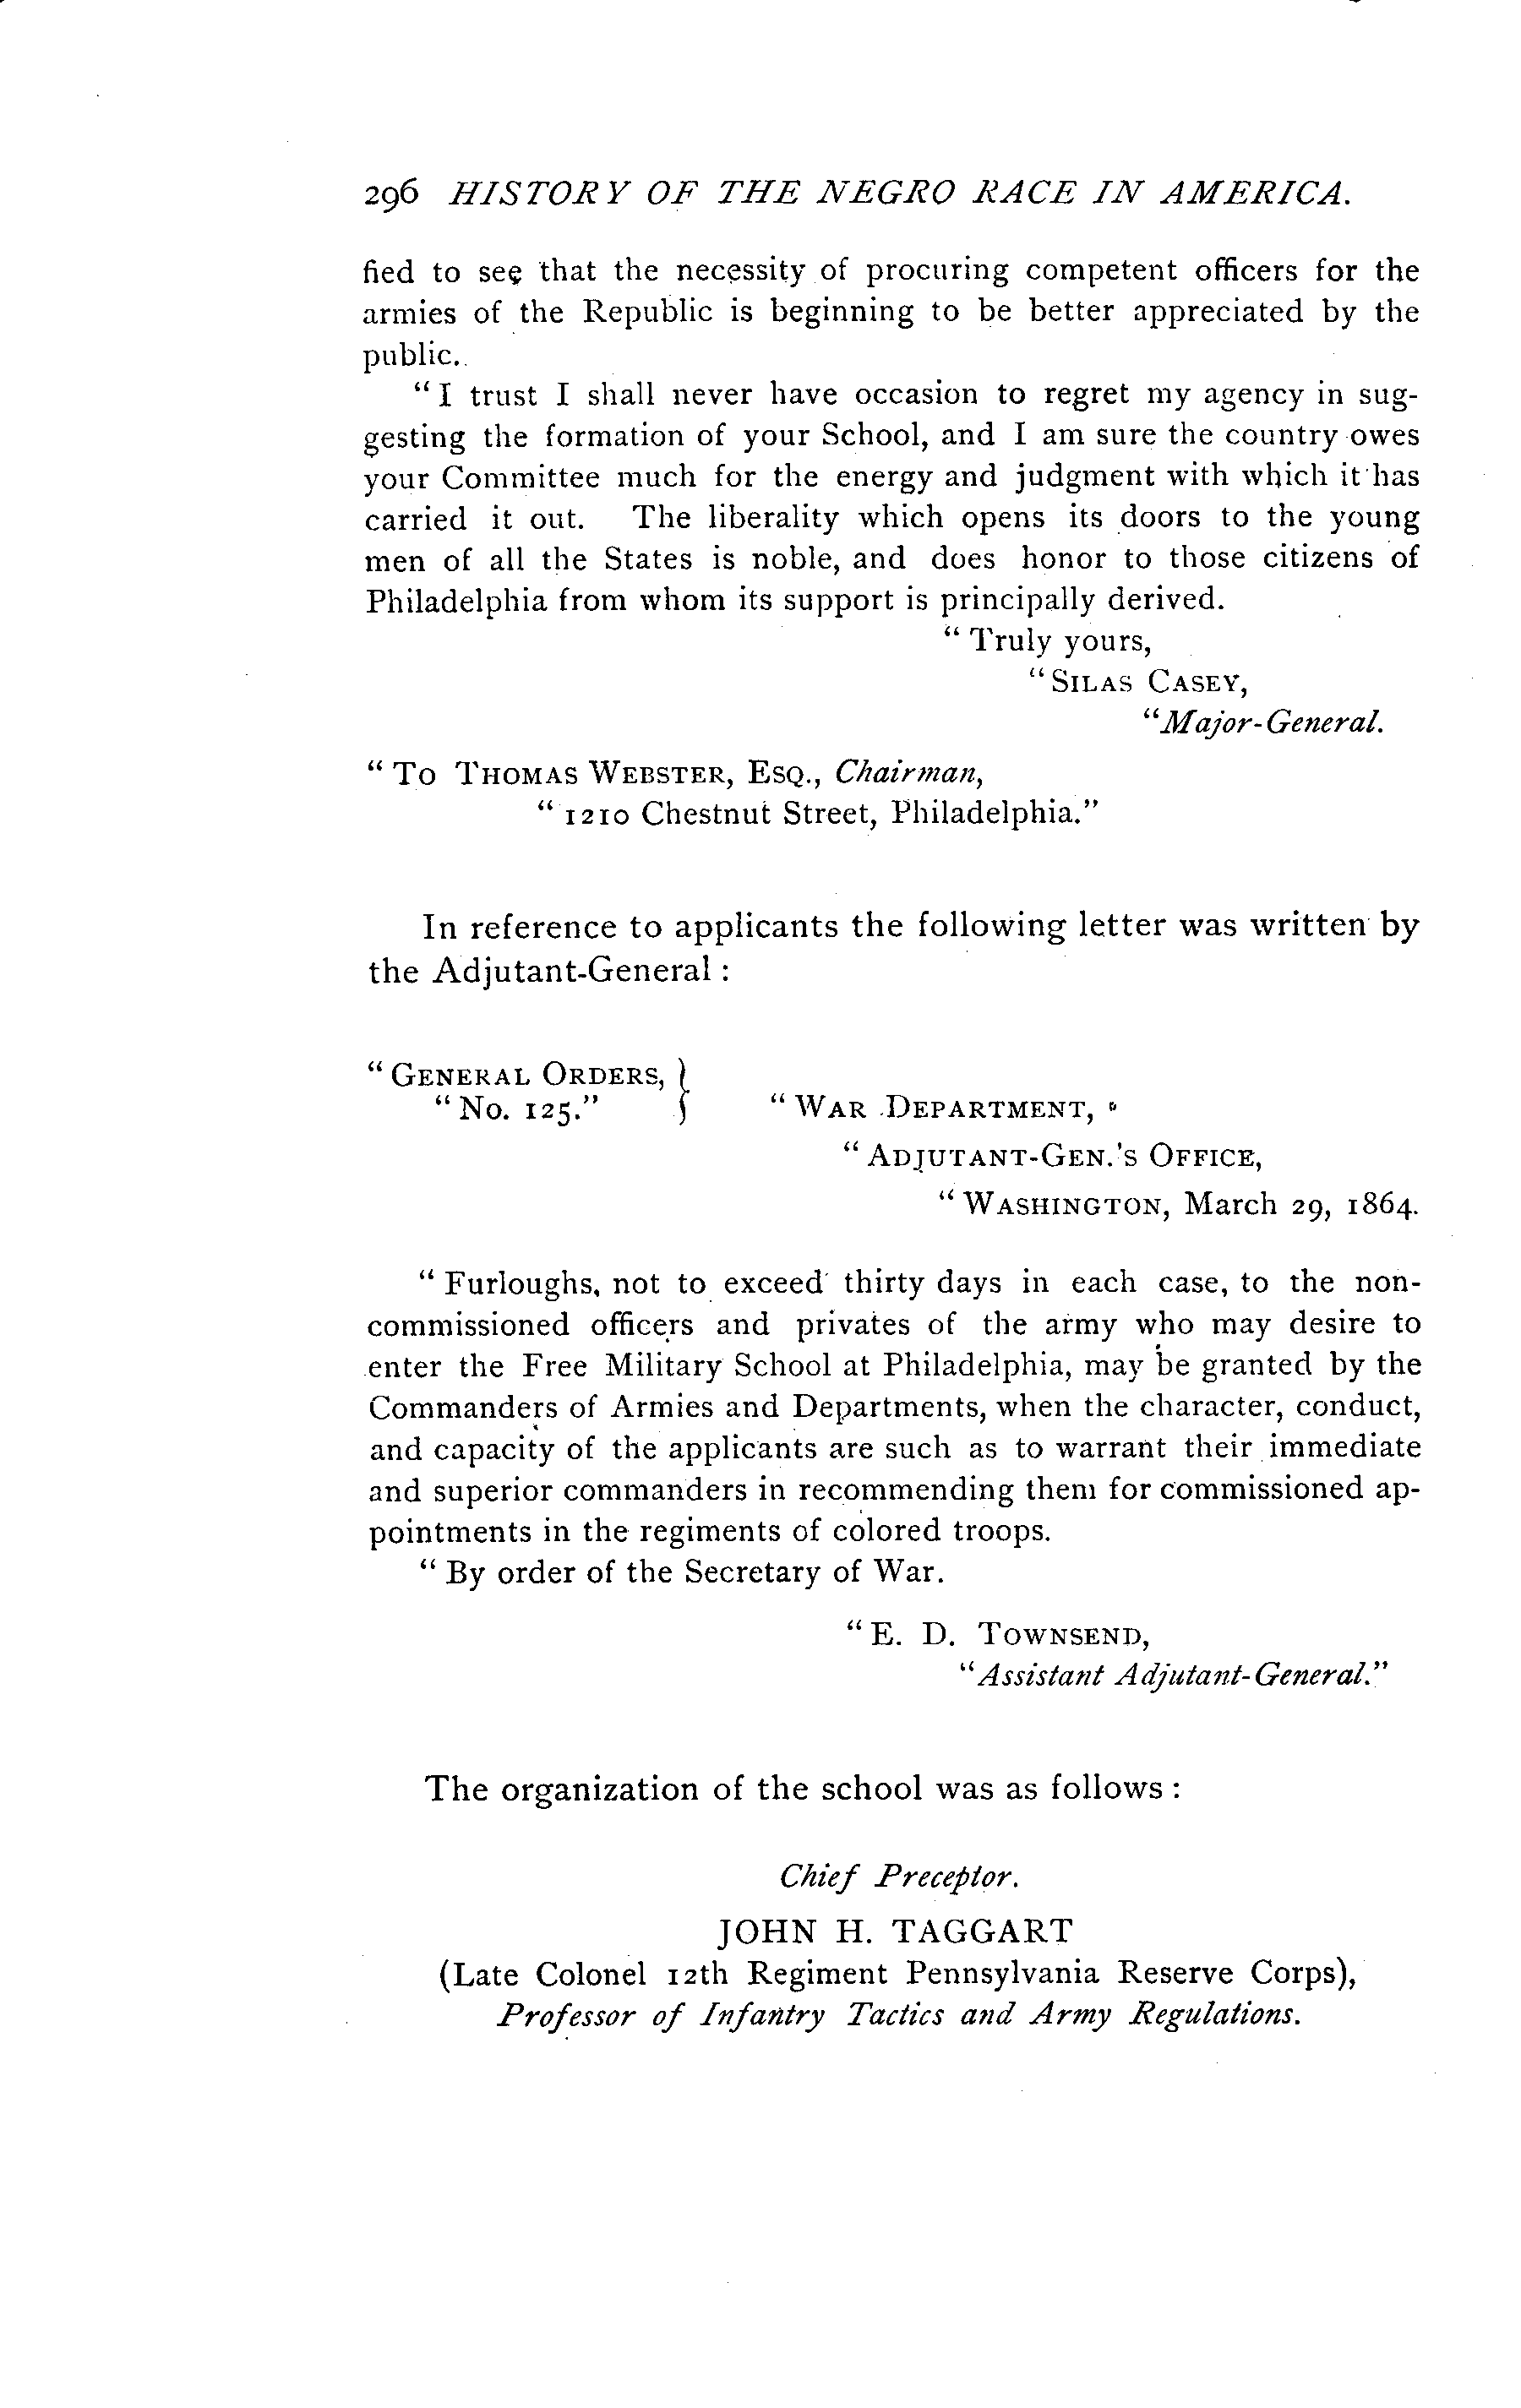 296 HISTORY OF THE NEGRO RACE IN AMERICA.
fied to see that the necessity of procuring competent officers for the
armies of the Republic is beginning to be better appreciated by the
public.
"I trust I shall never have occasion to regret my agency in sug-
gesting the formation of your School, and I am sure the country owes
your Committee much for the energy and judgment with which it has
carried it out. The liberality which opens its doors to the young
men of all the States is noble, and does honor to those citizens of
Philadelphia from whom its support is principally derived.
"Truly yours,
"SILAS CASEY,
"Major-General.
"To THOMAS WEBSTER, ESQ., Chairman,
"1210 Chestnut Street, Philadelphia."
In reference to applicants the following letter was written by
the Adjutant-General:
"GENERAL ORDERS, }
"No. 125."
"WAR DEPARTMENT,
"ADJUTANT-GEN.'S OFFICE,
"WASHINGTON, March 29, 1864.
"Furloughs, not to exceed thirty days in each case, to the non-
commissioned officers and privates of the army who may desire to
enter the Free Military School at Philadelphia, may be granted by the
Commanders of Armies and Departments, when the character, conduct,
and capacity of the applicants are such as to warrant their immediate
and superior commanders in recommending them for commissioned ap-
pointments in the regiments of colored troops.
"By order of the Secretary of War.
"E. D. TOWNSEND,
"Assistant Adjutant-General."
The organization of the school was as follows:
Chief Preceptor.
JOHN H. TAGGART
(Late Colonel 12th Regiment Pennsylvania Reserve Corps),
Professor of Infantry Tactics and Army Regulations.